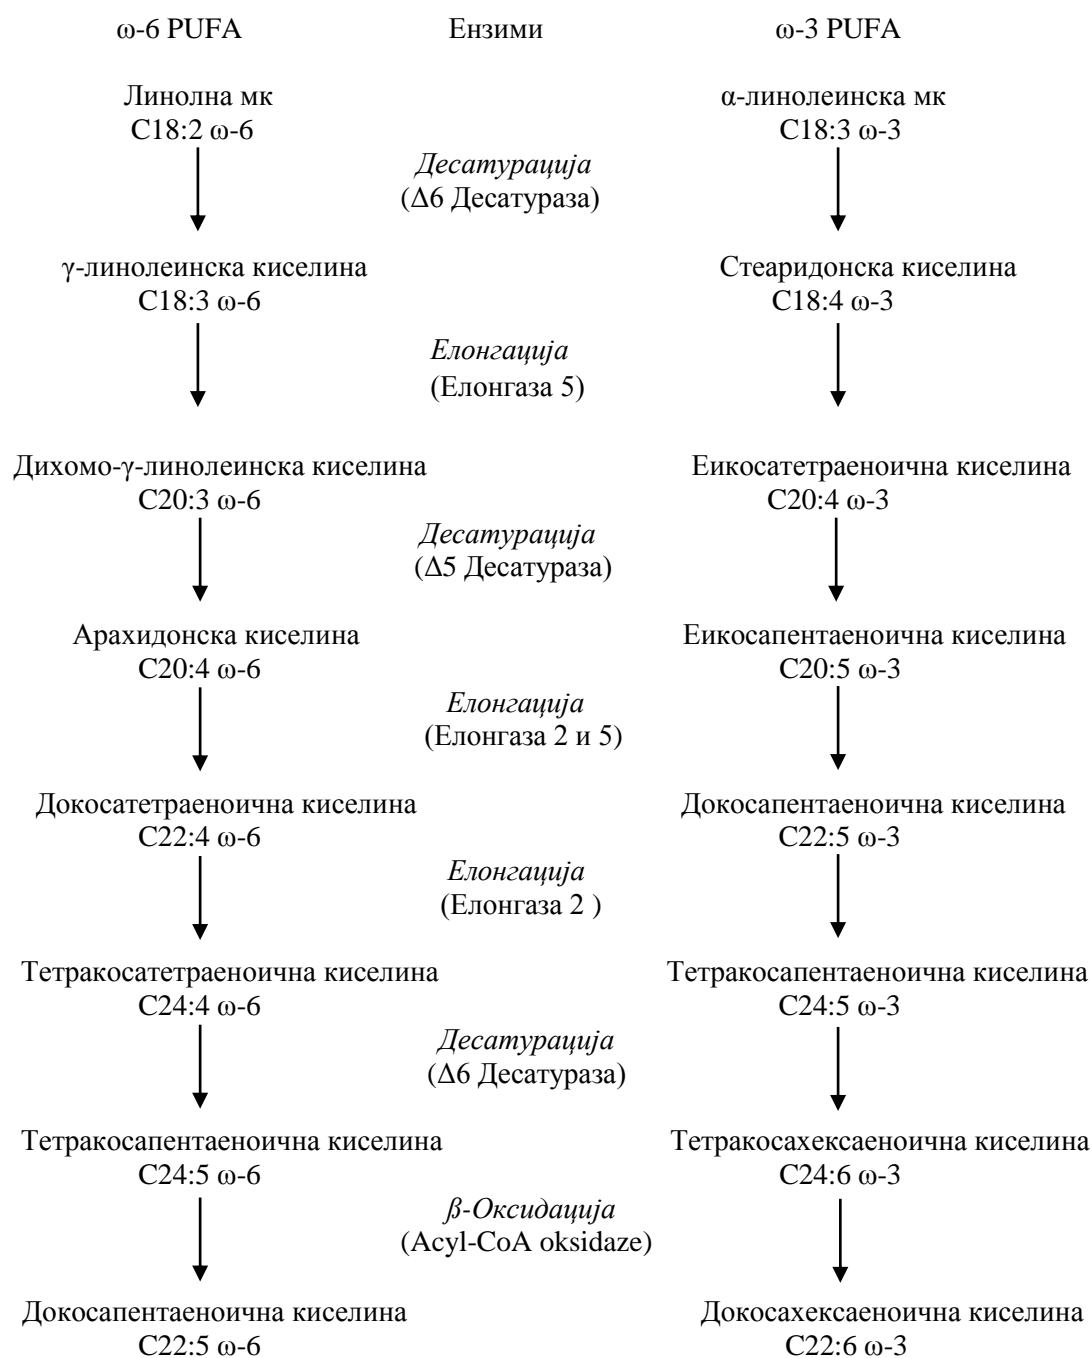 ω-6 PUFA Ензими ω-3 PUFA
Линолна мк α-линолеинска мк
C18:2 ω-6 C18:3 ω-3
Десатурација
(Δ6 Десатураза)
γ-линолеинска киселина Стеаридонска киселина
C18:3 ω-6 C18:4 ω-3
Елонгација
(Елонгаза 5)
Дихомо-γ-линолеинска киселина Еикосатетраеноична киселина
C20:3 ω-6 C20:4 ω-3
Десатурација
(Δ5 Десатураза)
Арахидонска киселина Еикосапентаеноична киселина
C20:4 ω-6 C20:5 ω-3
Елонгација
(Елонгаза 2 и 5)
Докосатетраеноична киселина Докосапентаеноична киселина
C22:4 ω-6 C22:5 ω-3
Елонгација
(Елонгаза 2 )
Тетракосатетраеноична киселина Тетракосапентаеноична киселина
C24:4 ω-6 C24:5 ω-3
Десатурација
(Δ6 Десатураза)
Тетракосапентаеноична киселина Тетракосахексаеноична киселина
C24:5 ω-6 C24:6 ω-3
ß-Оксидација
(Acyl-CoA oksidaze)
Докосапентаеноична киселина Докосахексаеноична киселина
C22:5 ω-6 C22:6 ω-3